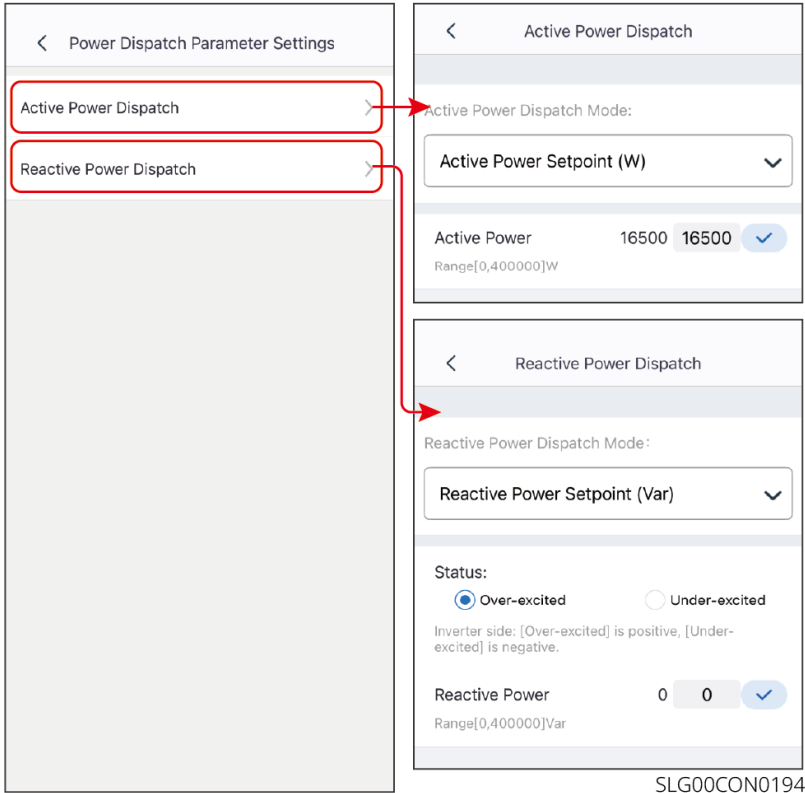 Power Dispatch Parameter Settings
Active Power Dispatch
Reactive Power Dispatch
Active Power Dispatch
Active Power Dispatch Mode:
Active Power Setpoint (W)
Active Power 16500 16500
Range[0,400000]W
Reactive Power Dispatch
Reactive Power Dispatch Mode:
Reactive Power Setpoint (Var)
Status:
Over-excited Under-excited
Inverter side: [Over-excited] is positive, [Under-
excited] is negative.
Reactive Power 0 0
Range[0,400000]Var
SLG00CON0194